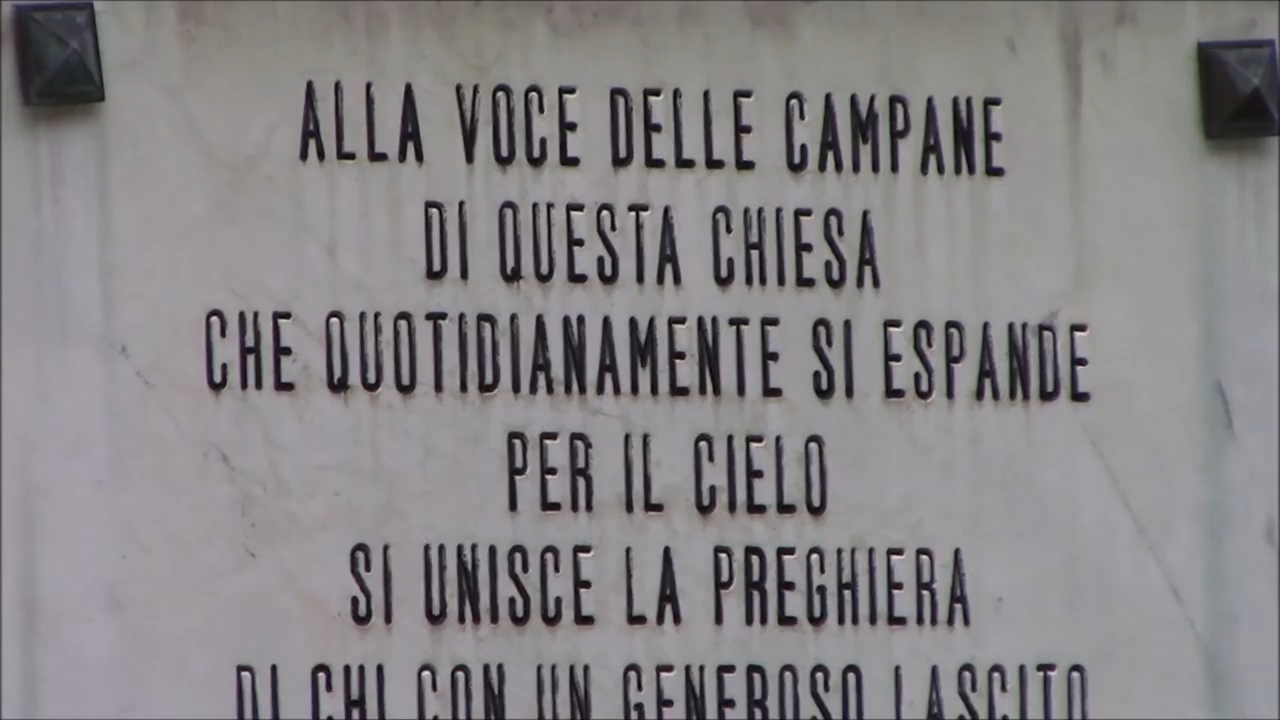 ALLA VOCE DELLE CAMPANE
DI QUESTA CHIESA
CHE QUOTIDIANAMENTE SI ESPANDE
PER IL CIELO
SI UNISCE LA PREGHIERA
DI CHI CON UN GENEROSO LASCITO